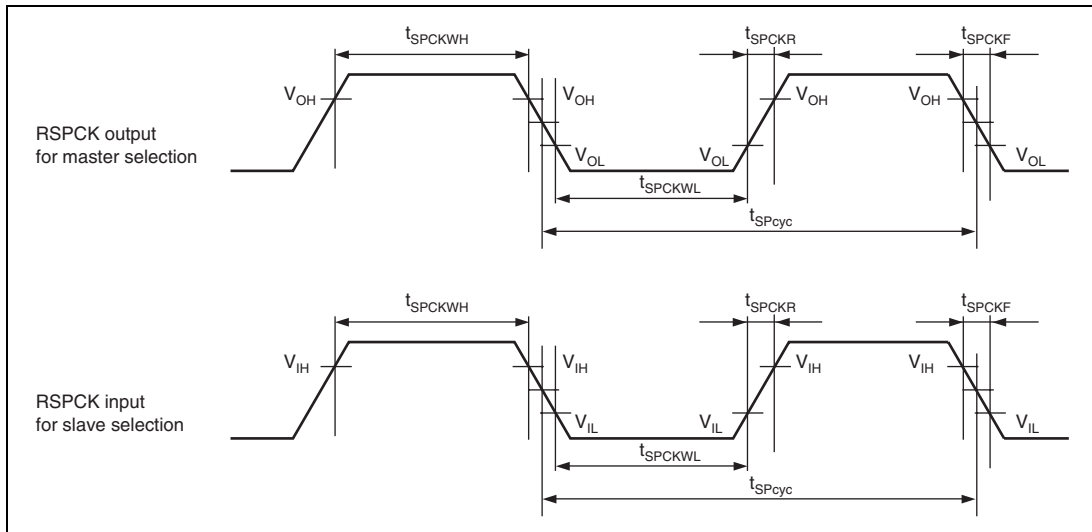 tSPCKWH tSPCKR tSPCKF
VOH VOH VOH VOH
RSPCK output
for master selection
VOL VOL VOL
tSPCKWL
tSPcyc
tSPCKWH tSPCKR tSPCKF
VIH VIH VIH VIH
RSPCK input
for slave selection
VIL VIL VIL
tSPCKWL
tSPcyc